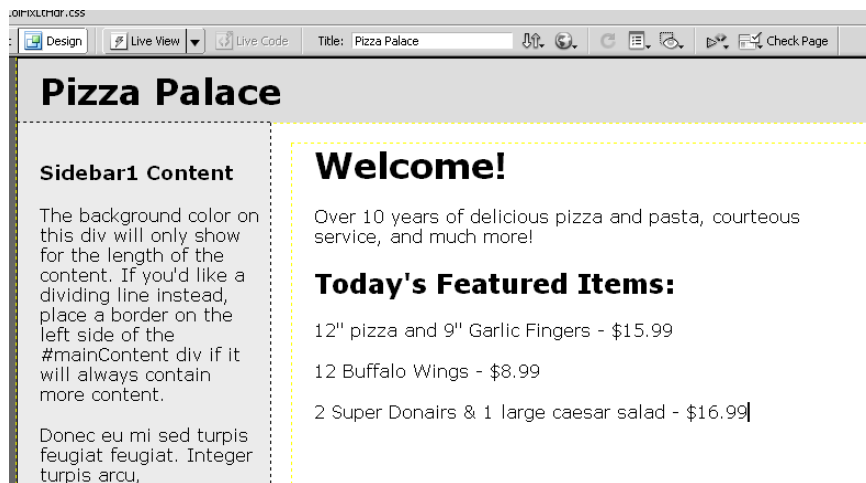 Design Live View Live Code Title: Pizza Palace Check Page
Pizza Palace
Sidebar1 Content
The background color on
this div will only show
for the length of the
content. If you'd like a
dividing line instead,
place a border on the
left side of the
#mainContent div if it
will always contain
more content.
Donec eu mi sed turpis
feugiat feugiat. Integer
turpis arcu,
Welcome!
Over 10 years of delicious pizza and pasta, courteous
service, and much more!
Today's Featured Items:
12" pizza and 9" Garlic Fingers - $15.99
12 Buffalo Wings - $8.99
2 Super Donairs & 1 large caesar salad - $16.99